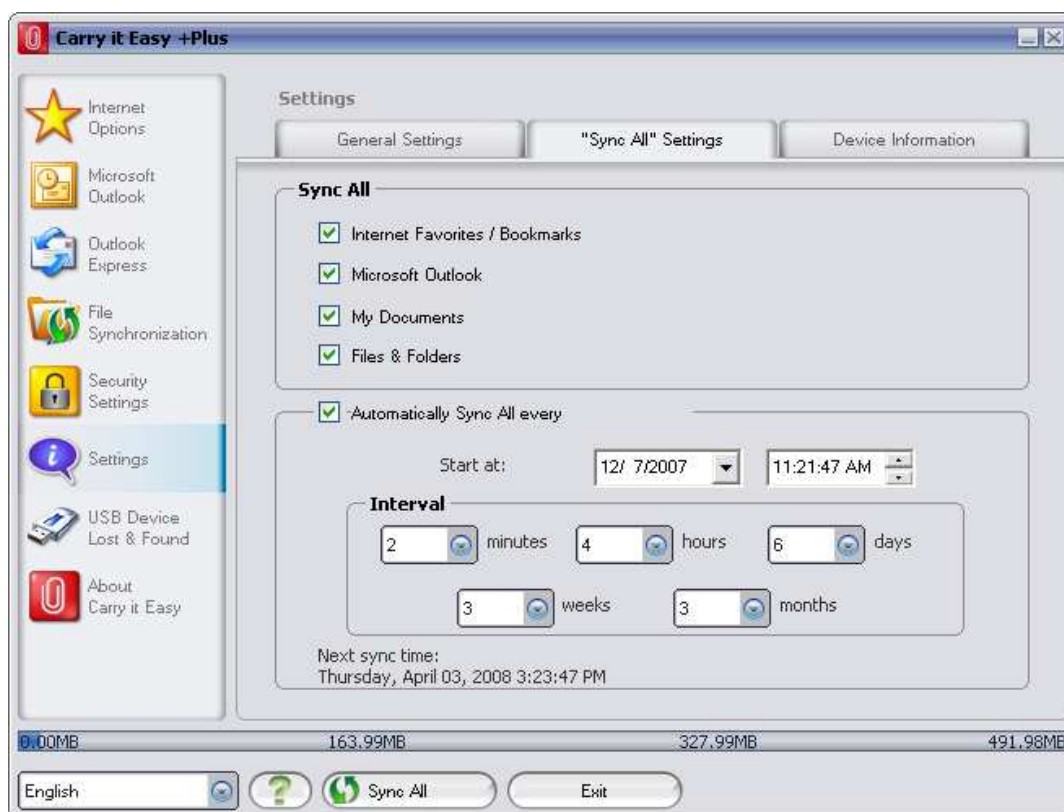 Carry it Easy +Plus
Internet
Options
Microsoft
Outlook
Outlook
Express
File
Synchronization
Security
Settings
Settings
USB Device
Lost & Found
About
Carry it Easy
Settings
General Settings
"Sync All" Settings
Device Information
Sync All
Internet Favorites / Bookmarks
Microsoft Outlook
My Documents
Files & Folders
Automatically Sync All every
Start at:
12/ 7/2007
11:21:47 AM
Interval
2 minutes
4 hours
6 days
3 weeks
3 months
Next sync time:
Thursday, April 03, 2008 3:23:47 PM
0.00MB
163.99MB
327.99MB
491.98MB
English
?
Sync All
Exit